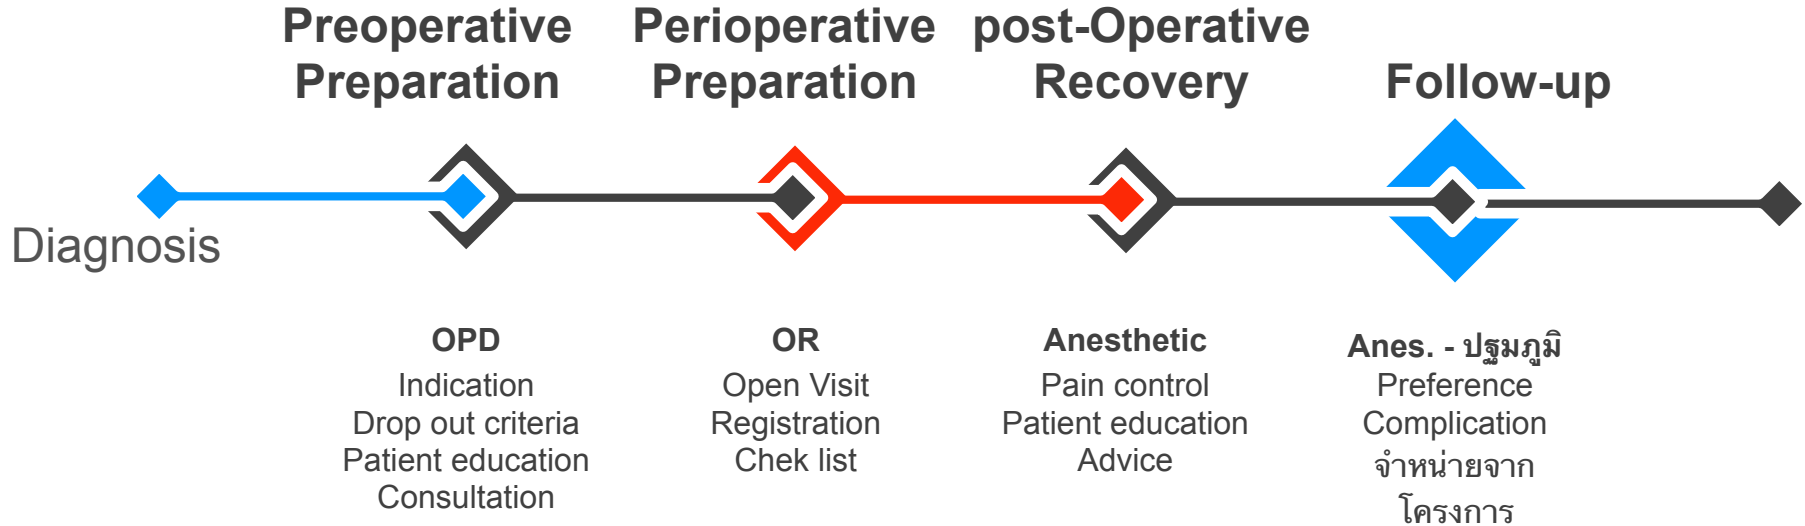 Preoperative
Preparation
Perioperative
Preparation
post-Operative
Recovery
Follow-up
Diagnosis
OPD
Indication
Drop out criteria
Patient education
Consultation
OR
Open Visit
Registration
Chek list
Anesthetic
Pain control
Patient education
Advice
Anes. - ปฐมภูมิ
Preference
Complication
จำหน่ายจาก
โครงการ